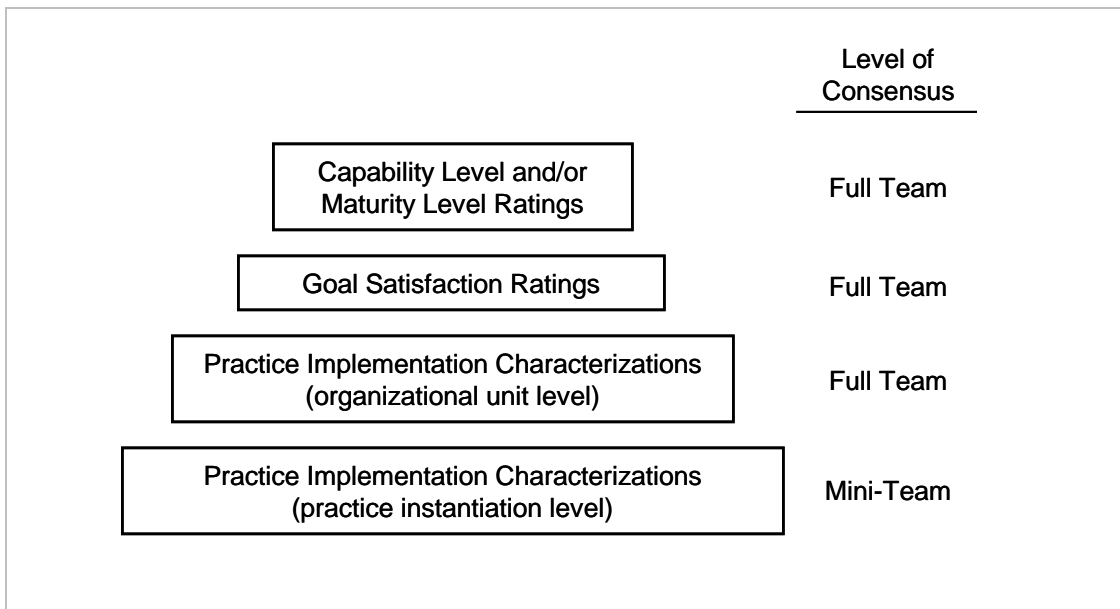 Level of
Consensus
Capability Level and/or
Maturity Level Ratings
Full Team
Goal Satisfaction Ratings
Full Team
Practice Implementation Characterizations
(organizational unit level)
Full Team
Practice Implementation Characterizations
(practice instantiation level)
Mini-Team